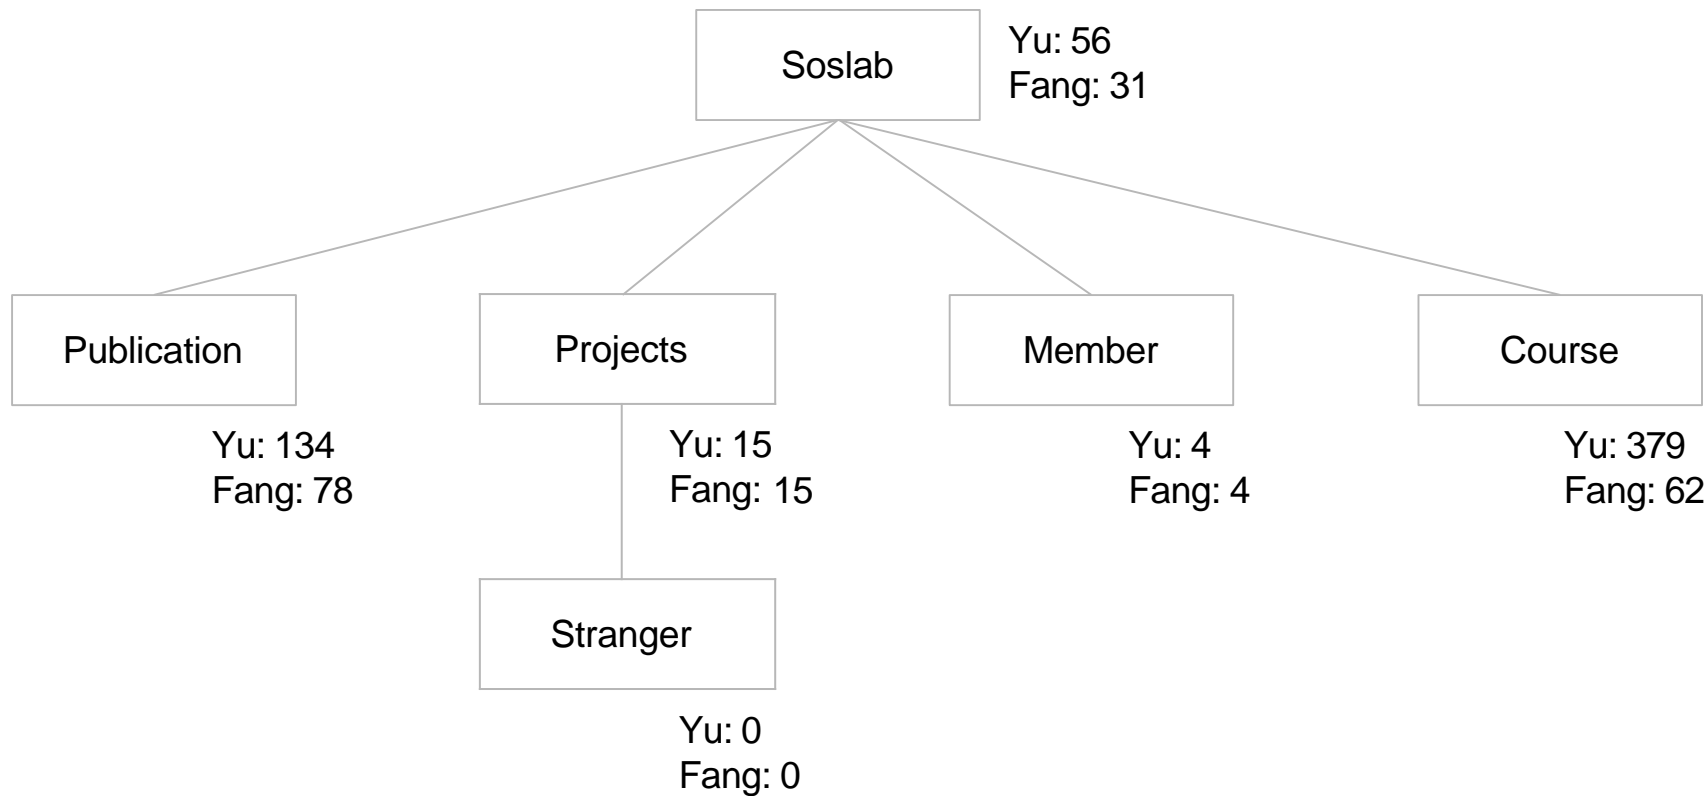 Soslab
Yu: 56
Fang: 31
Publication
Projects
Member
Course
Yu: 134
Fang: 78
Yu: 15
Fang: 15
Yu: 4
Fang: 4
Yu: 379
Fang: 62
Stranger
Yu: 0
Fang: 0